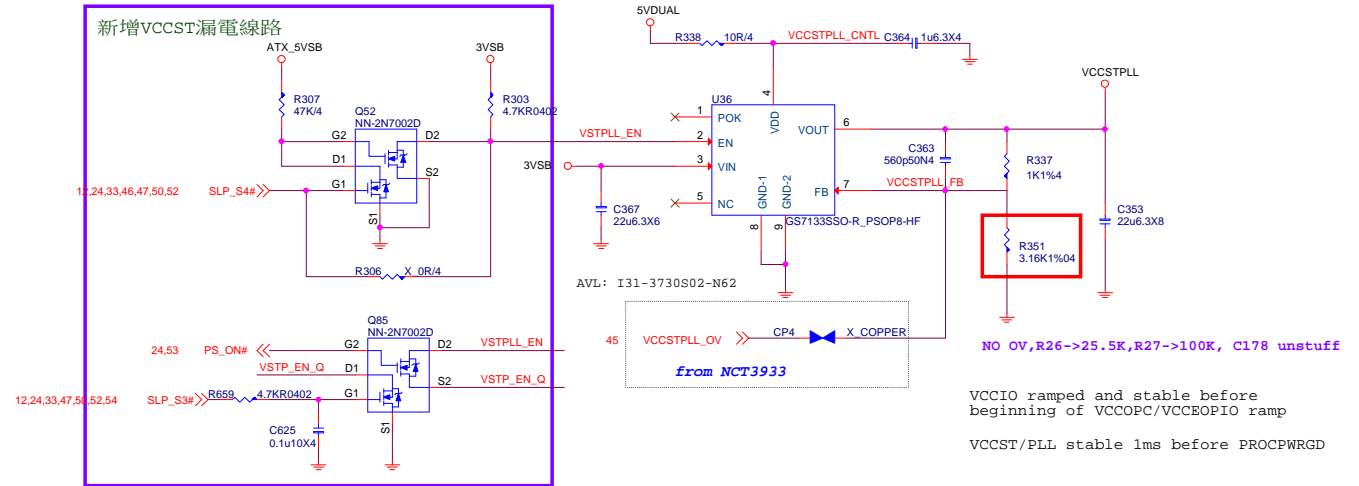 新增VCCST漏電線路
ATX_5VSB
3VSB
R307
47K/4
R303
4.7KR0402
Q52
NN-2N7002D
G2
D2
D1
S2
G1
S1
12,24,33,46,47,50,52
SLP_S4#
R306
X_0R/4
VSTPLL_EN
Q85
NN-2N7002D
24,53
PS_ON#
G2
D2
VSTPLL_EN
VSTP_EN_Q
D1
S2
VSTP_EN_Q
12,24,33,47,50,52,54
SLP_S3#
R659
4.7KR0402
G1
S1
C625
0.1u10X4
5VDUAL
R338
10R/4
VCCSTPLL_CNTL
C364
1u6.3X4
U36
1
POK
4
VDD
VOUT
6
2
EN
3VSB
3
VIN
5
NC
GND-1
GND-2
FB
7
8
9
GS7133SSO-R_PSOP8-HF
C367
22u6.3X6
C363
560p50N4
VCCSTPLL_FB
VCCSTPLL
R337
1K1%4
R351
3.16K1%04
C353
22u6.3X8
AVL: I31-3730S02-N62
45
VCCSTPLL_OV
CP4
X_COPPER
from NCT3933
NO OV,R26->25.5K,R27->100K, C178 unstuff
VCCIO ramped and stable before
beginning of VCCOPC/VCCEOPIO ramp
VCCST/PLL stable 1ms before PROCPWRGD